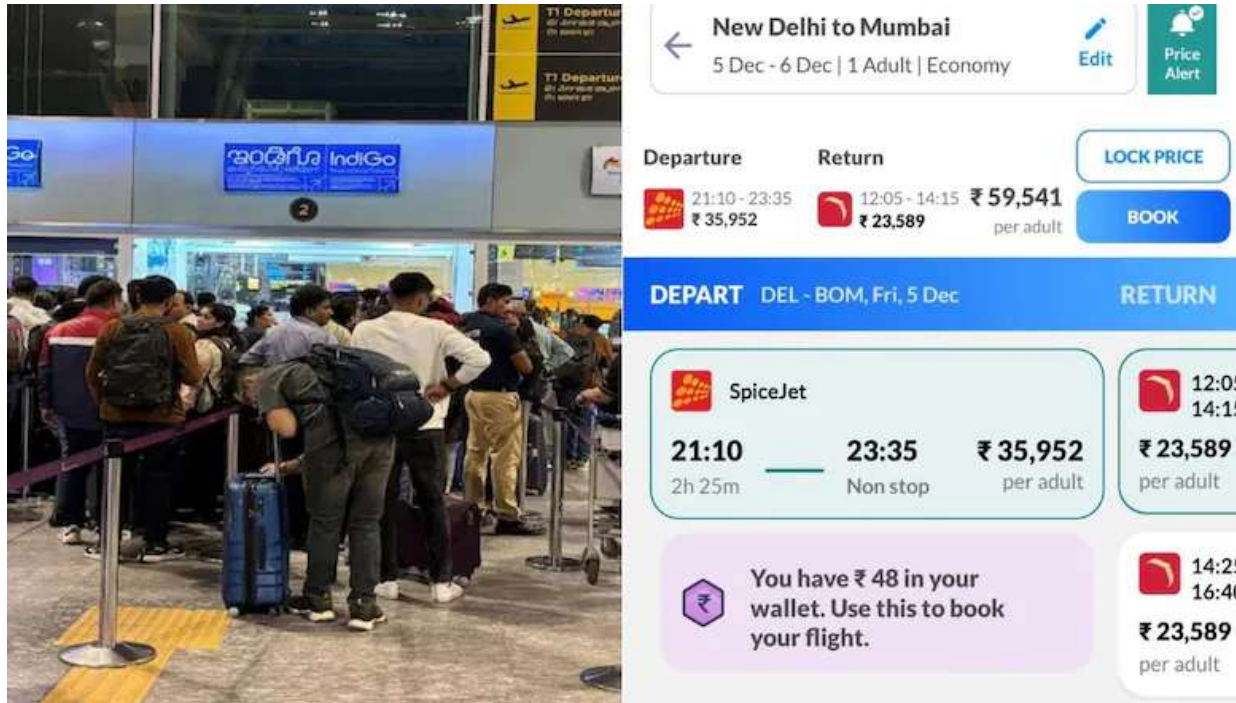 T1 Departur
T1 Departur
Go
ಇಂಡಿಗೋ IndiGo
2
New Delhi to Mumbai
5 Dec - 6 Dec | 1 Adult | Economy
Edit
Price
Alert
Departure
Return
LOCK PRICE
21:10 - 23:35
₹ 35,952
12:05 - 14:15
₹ 23,589
₹ 59,541
per adult
BOOK
DEPART DEL - BOM, Fri, 5 Dec RETURN
SpiceJet
21:10
23:35
₹ 35,952
2h 25m
Non stop
per adult
12:05
14:15
₹ 23,589
per adult
You have ₹ 48 in your
wallet. Use this to book
your flight.
14:25
16:40
₹ 23,589
per adult